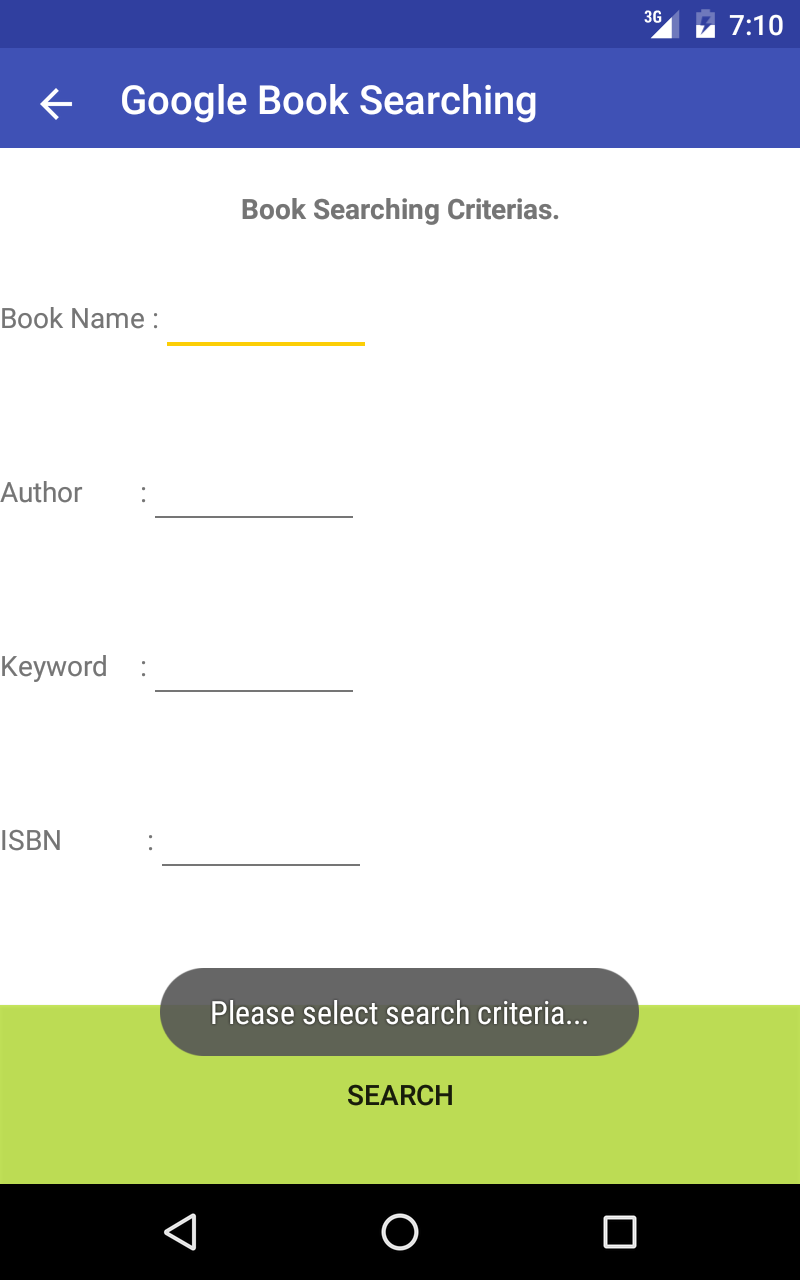 3G 7:10
Google Book Searching
Book Searching Criterias.
Book Name :
Author :
Keyword :
ISBN :
Please select search criteria...
SEARCH